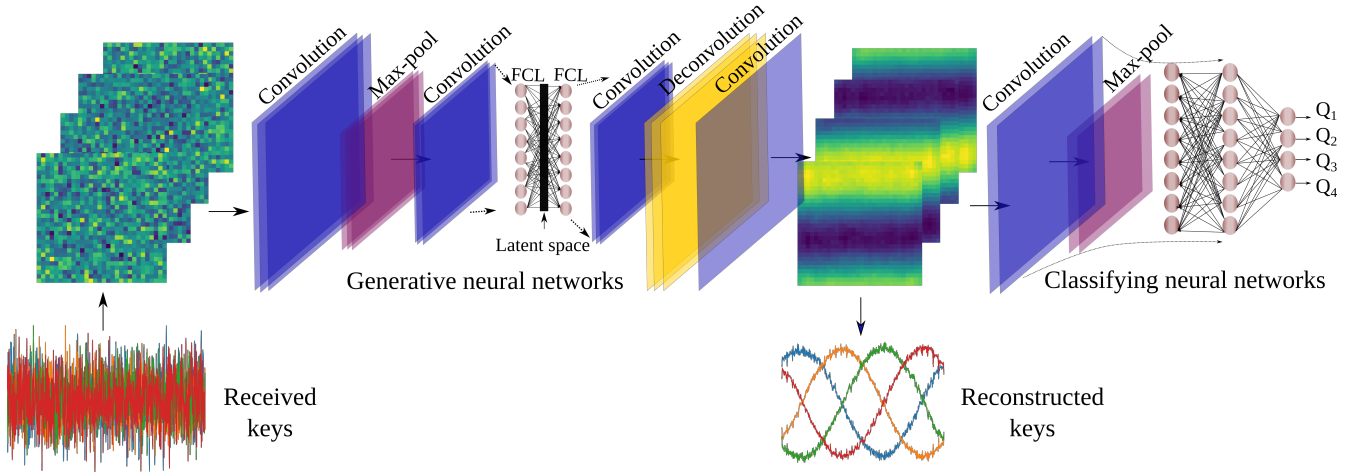 Convolution
Max-pool
Convolution
FCL
FCL
Latent space
Convolution
Deconvolution
Convolution
Convolution
Max-pool
Q1
Q2
Q3
Q4
Generative neural networks
Classifying neural networks
Received
keys
Reconstructed
keys